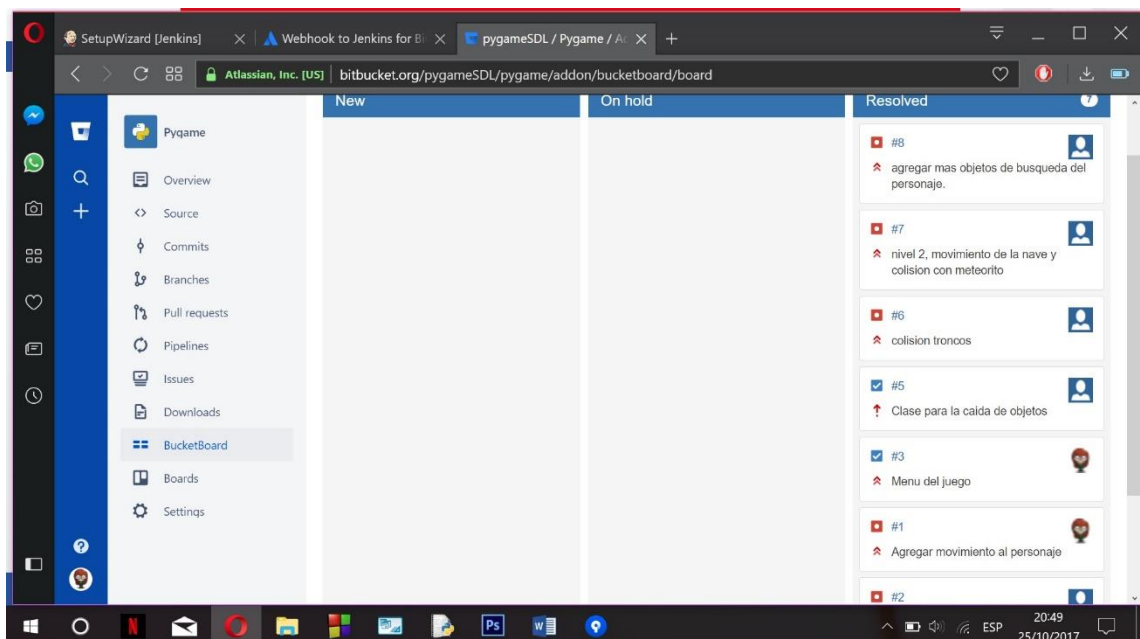 SetupWizard [Jenkins]
Webhook to Jenkins for Bi
pygameSDL / Pygame / Ac
Atlassian, Inc. [US]
bitbucket.org/pygameSDL/pygame/addon/bucketboard/board
Pygame
Overview
Source
Commits
Branches
Pull requests
Pipelines
Issues
Downloads
BucketBoard
Boards
Settings
New
On hold
Resolved
7
#8
agregar mas objetos de busqueda del
personaje.
#7
nivel 2, movimiento de la nave y
colision con meteorito
#6
colision troncos
#5
Clase para la caida de objetos
#3
Menu del juego
#1
Agregar movimiento al personaje
#2
N
Ps
W
ESP
20:49
25/10/2017